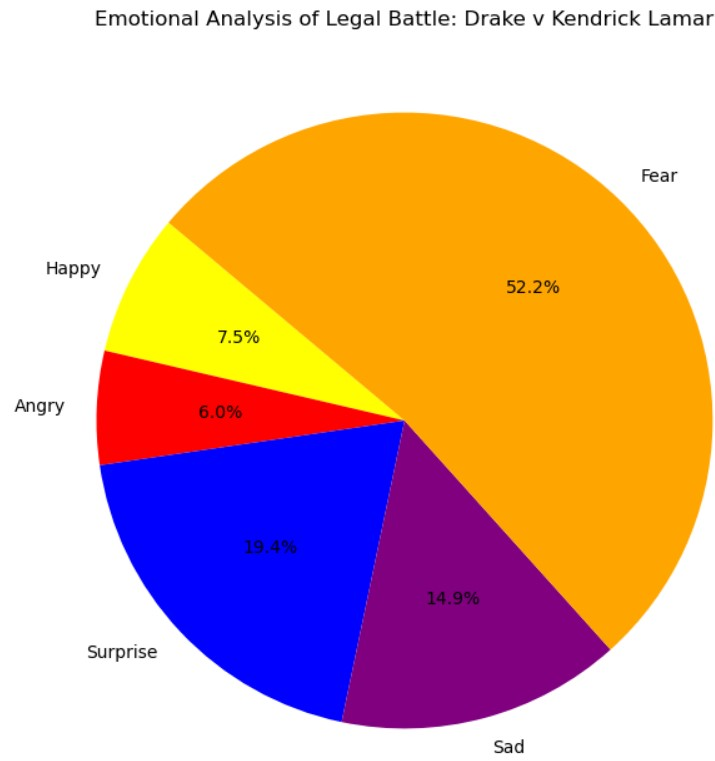 Emotional Analysis of Legal Battle: Drake v Kendrick Lamar
Fear
52.2%
Happy
7.5%
Angry
6.0%
Surprise
19.4%
Sad
14.9%